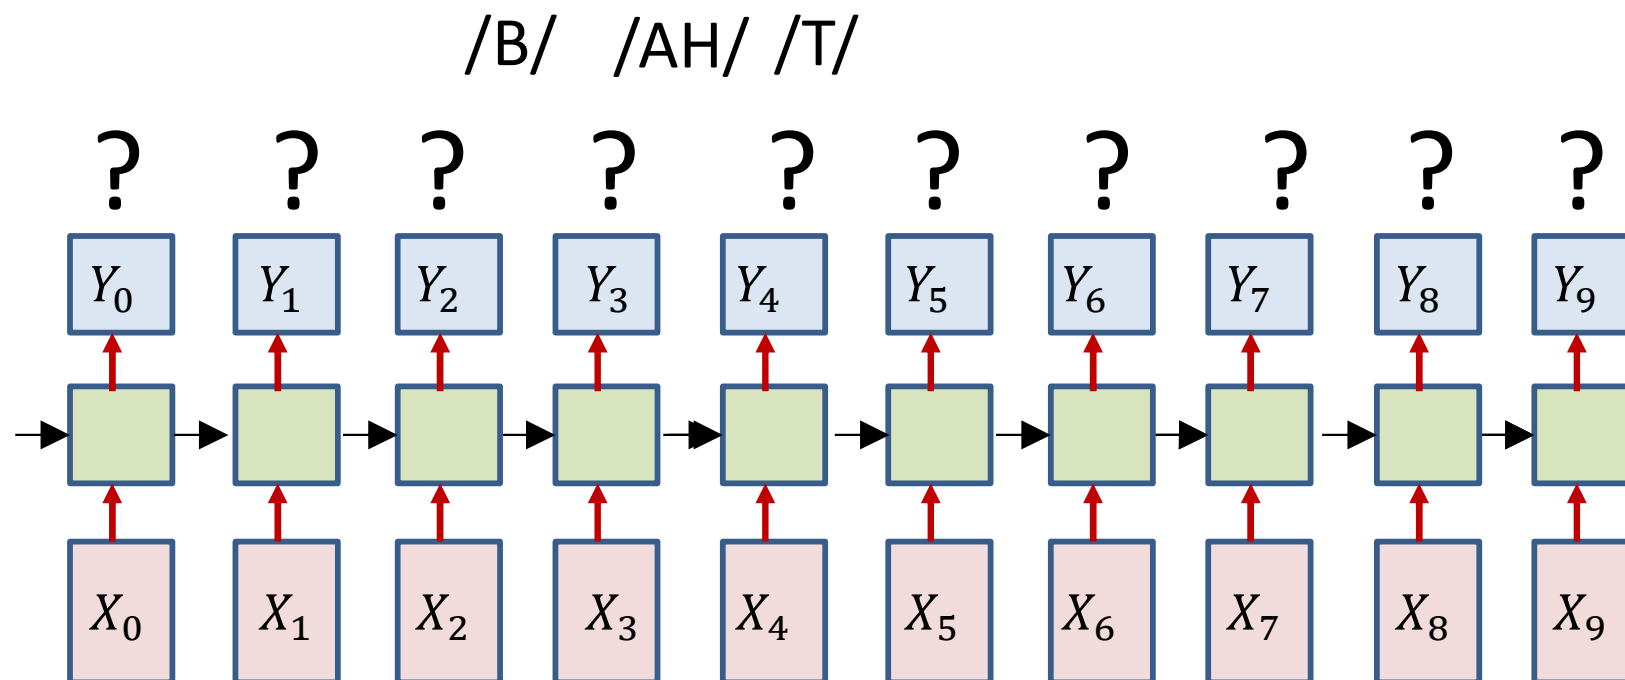 /B/ /AH/ /T/
? ? ? ? ? ? ? ? ? ?
Y₀ Y₁ Y₂ Y₃ Y₄ Y₅ Y₆ Y₇ Y₈ Y₉
X₀ X₁ X₂ X₃ X₄ X₅ X₆ X₇ X₈ X₉